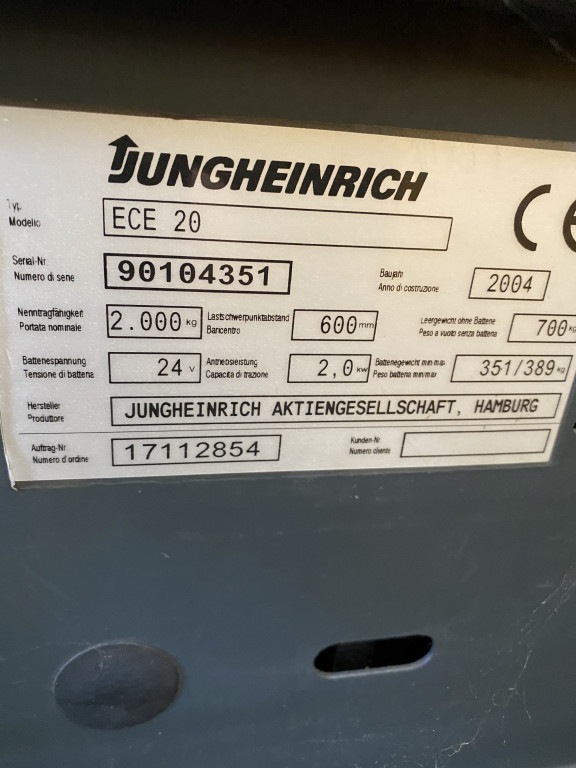 JUNGHEINRICH
Typ. ECE 20
Modello
CE
Serial-Nr. 90104351 Baujahr 2004
Numero di serie Anno di costruzione
Nenntragfähigkeit 2.000 kg Lastschwerpunktabstand 600 mm Leergewicht ohne Batterie 700 kg
Portata nominale Baricentro Peso a vuoto senza batteria
Batteriespannung 24 V Antriebsleistung 2,0 kW Batteriegewicht min max. 351/389 kg
Tensione di batteria Capacita di trazione Peso batteria min/max
Hersteller JUNGHEINRICH AKTIENGESELLSCHAFT, HAMBURG
Produttore
Auftrag-Nr. 17112854 Kunden-Nr
Numero d'ordine Numero cliente